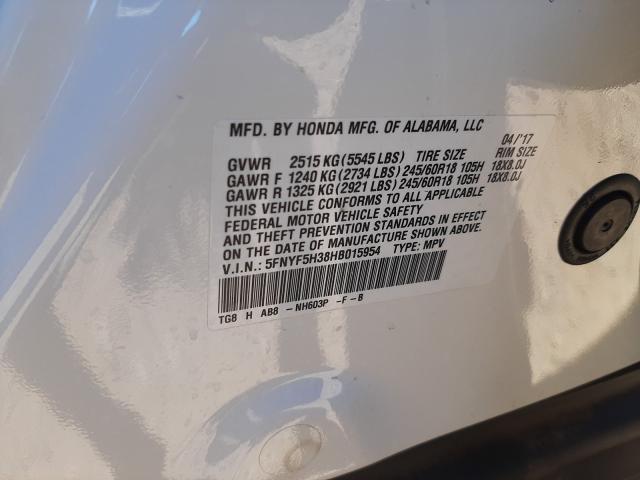 MFD. BY HONDA MFG. OF ALABAMA, LLC
04/'17
GVWR 2515 KG (5545 LBS) TIRE SIZE RIM SIZE
GAWR F 1240 KG (2734 LBS) 245/60R18 105H 18X8.0J
GAWR R 1325 KG (2921 LBS) 245/60R18 105H 18X8.0J
THIS VEHICLE CONFORMS TO ALL APPLICABLE
FEDERAL MOTOR VEHICLE SAFETY
AND THEFT PREVENTION STANDARDS IN EFFECT
ON THE DATE OF MANUFACTURE SHOWN ABOVE.
V.I.N.: 5FNYF5H38HB015954 TYPE: MPV
TG8 H AB8 - NH603P - F - B